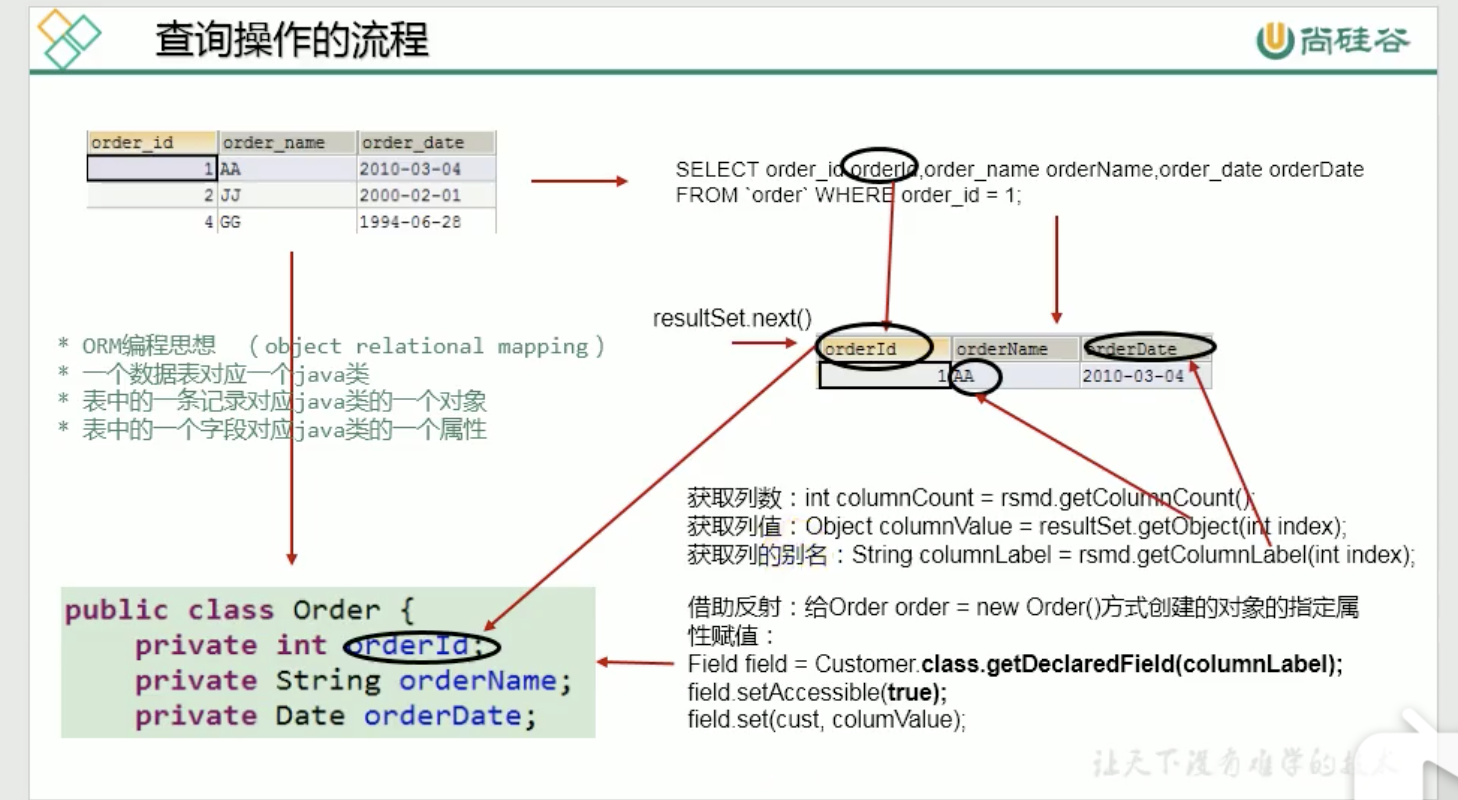 查询操作的流程
尚硅谷
order_id order_name order_date
1 AA 2010-03-04
2 JJ 2000-02-01
4 GG 1994-06-28
SELECT order_id orderId,order_name orderName,order_date orderDate
FROM `order` WHERE order_id = 1;
resultSet.next()
orderId orderName orderDate
1 AA 2010-03-04
* ORM编程思想 （object relational mapping）
* 一个数据表对应一个java类
* 表中的一条记录对应java类的一个对象
* 表中的一个字段对应java类的一个属性
获取列数：int columnCount = rsmd.getColumnCount();
获取列值：Object columnValue = resultSet.getObject(int index);
获取列的别名：String columnLabel = rsmd.getColumnLabel(int index);
借助反射：给Order order = new Order()方式创建的对象的指定属
性赋值：
Field field = Customer.class.getDeclaredField(columnLabel);
field.setAccessible(true);
field.set(cust, columValue);
public class Order {
private int orderId;
private String orderName;
private Date orderDate;
让天下没有难学的技术